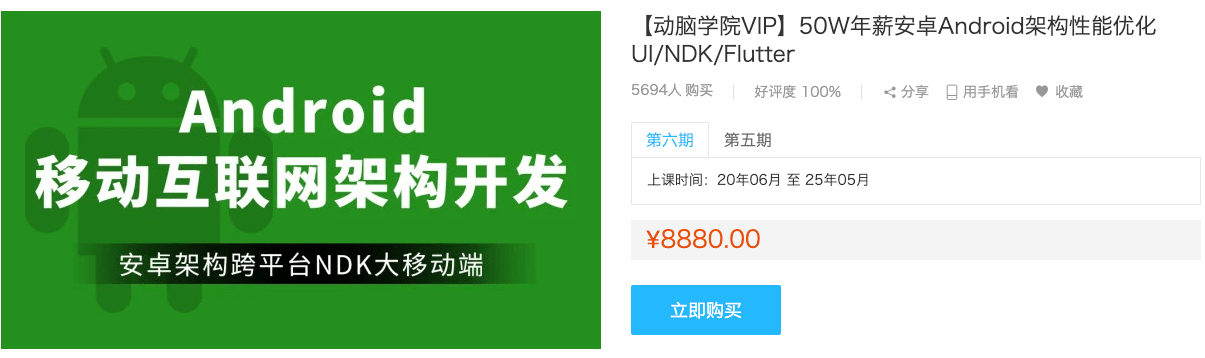 Android
移动互联网架构开发
安卓架构跨平台NDK大移动端
【动脑学院VIP】50W年薪安卓Android架构性能优化
UI/NDK/Flutter
5694人 购买 好评度 100% 分享 用手机看 收藏
第六期 第五期
上课时间：20年06月 至 25年05月
¥8880.00
立即购买